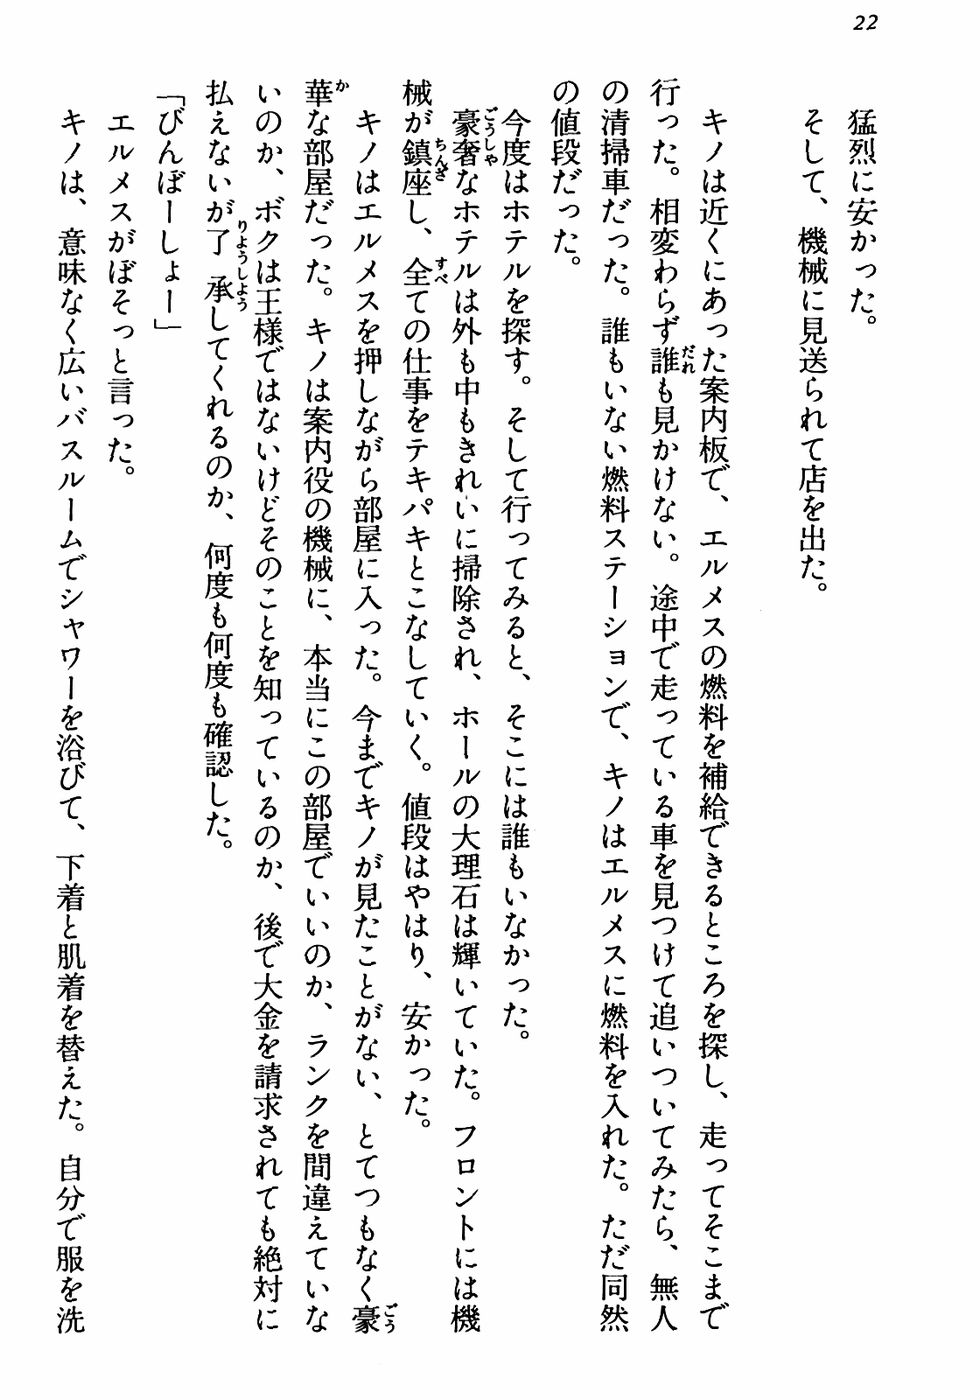 22
猛烈に安かった。
そして、機械に見送られて店を出た。
キノは近くにあった案内板で、エルメスの燃料を補給できるところを探し、走ってそこまで
行った。相変わらず誰も見かけない。途中で走っている車を見つけて追いついてみたら、無人
の清掃車だった。誰もいない燃料ステーションで、キノはエルメスに燃料を入れた。ただ同然
の値段だった。
今度はホテルを探す。そして行ってみると、そこには誰もいなかった。
豪奢なホテルは外も中もきれいに掃除され、ホールの大理石は輝いていた。フロントには機
械が鎮座し、全ての仕事をテキパキとこなしていく。値段はやはり、安かった。
キノはエルメスを押しながら部屋に入った。今までキノが見たことがない、とてつもなく豪
華な部屋だった。キノは案内役の機械に、本当にこの部屋でいいのか、ランクを間違えていな
いのか、ボクは王様ではないけどそのことを知っているのか、後で大金を請求されても絶対に
払えないが了承してくれるのか、何度も何度も確認した。
「びんぼーしょー」
エルメスがぼそっと言った。
キノは、意味なく広いバスルームでシャワーを浴びて、下着と肌着を替えた。自分で服を洗